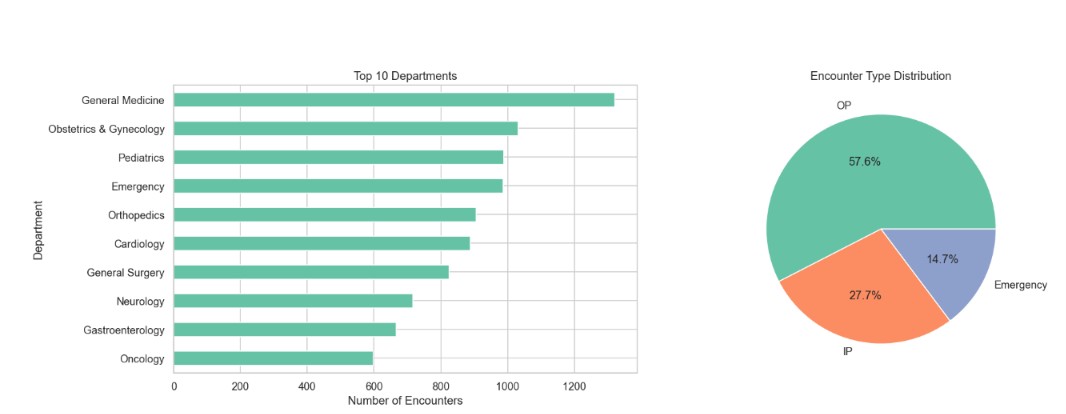 Top 10 Departments
General Medicine
Obstetrics & Gynecology
Pediatrics
Emergency
Orthopedics
Cardiology
General Surgery
Neurology
Gastroenterology
Oncology
Department
0 200 400 600 800 1000 1200
Number of Encounters
Encounter Type Distribution
OP
57.6%
14.7%
Emergency
27.7%
IP